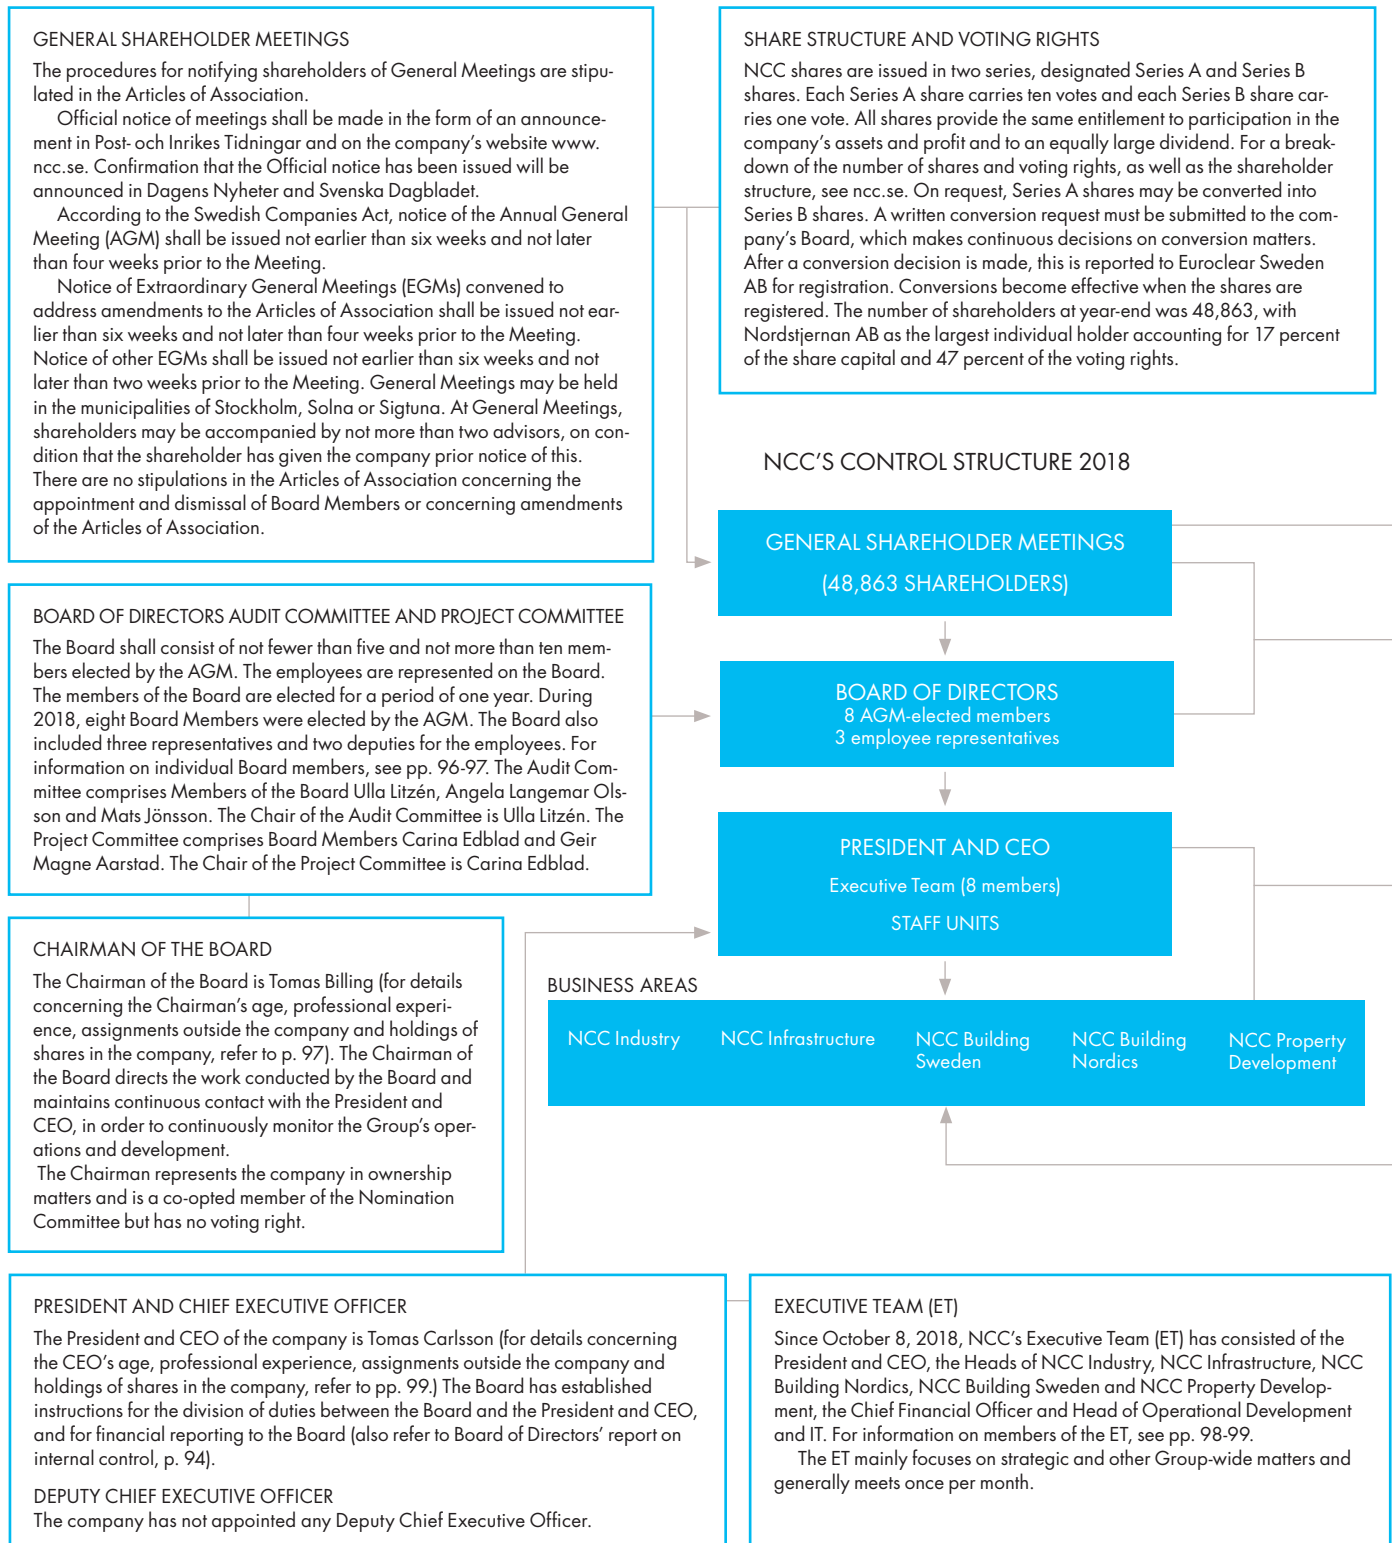 GENERAL SHAREHOLDER MEETINGS
The procedures for notifying shareholders of General Meetings are stipu-
lated in the Articles of Association.
Official notice of meetings shall be made in the form of an announce-
ment in Post- och Inrikes Tidningar and on the company's website www.
ncc.se. Confirmation that the Official notice has been issued will be
announced in Dagens Nyheter and Svenska Dagbladet.
According to the Swedish Companies Act, notice of the Annual General
Meeting (AGM) shall be issued not earlier than six weeks and not later
than four weeks prior to the Meeting.
Notice of Extraordinary General Meetings (EGMs) convened to
address amendments to the Articles of Association shall be issued not ear-
lier than six weeks and not later than four weeks prior to the Meeting.
Notice of other EGMs shall be issued not earlier than six weeks and not
later than two weeks prior to the Meeting. General Meetings may be held
in the municipalities of Stockholm, Solna or Sigtuna. At General Meetings,
shareholders may be accompanied by not more than two advisors, on con-
dition that the shareholder has given the company prior notice of this.
There are no stipulations in the Articles of Association concerning the
appointment and dismissal of Board Members or concerning amendments
of the Articles of Association.
SHARE STRUCTURE AND VOTING RIGHTS
NCC shares are issued in two series, designated Series A and Series B
shares. Each Series A share carries ten votes and each Series B share car-
ries one vote. All shares provide the same entitlement to participation in the
company's assets and profit and to an equally large dividend. For a break-
down of the number of shares and voting rights, as well as the shareholder
structure, see ncc.se. On request, Series A shares may be converted into
Series B shares. A written conversion request must be submitted to the com-
pany's Board, which makes continuous decisions on conversion matters.
After a conversion decision is made, this is reported to Euroclear Sweden
AB for registration. Conversions become effective when the shares are
registered. The number of shareholders at year-end was 48,863, with
Nordstjernan AB as the largest individual holder accounting for 17 percent
of the share capital and 47 percent of the voting rights.
NCC'S CONTROL STRUCTURE 2018
GENERAL SHAREHOLDER MEETINGS
(48,863 SHAREHOLDERS)
BOARD OF DIRECTORS
8 AGM-elected members
3 employee representatives
PRESIDENT AND CEO
Executive Team (8 members)
STAFF UNITS
BUSINESS AREAS
NCC Industry
NCC Infrastructure
NCC Building
Sweden
NCC Building
Nordics
NCC Property
Development
BOARD OF DIRECTORS AUDIT COMMITTEE AND PROJECT COMMITTEE
The Board shall consist of not fewer than five and not more than ten mem-
bers elected by the AGM. The employees are represented on the Board.
The members of the Board are elected for a period of one year. During
2018, eight Board Members were elected by the AGM. The Board also
included three representatives and two deputies for the employees. For
information on individual Board members, see pp. 96-97. The Audit Com-
mittee comprises Members of the Board Ulla Litzén, Angela Langemar Ols-
son and Mats Jönsson. The Chair of the Audit Committee is Ulla Litzén. The
Project Committee comprises Board Members Carina Edblad and Geir
Magne Aarstad. The Chair of the Project Committee is Carina Edblad.
CHAIRMAN OF THE BOARD
The Chairman of the Board is Tomas Billing (for details
concerning the Chairman's age, professional experi-
ence, assignments outside the company and holdings of
shares in the company, refer to p. 97). The Chairman of
the Board directs the work conducted by the Board and
maintains continuous contact with the President and
CEO, in order to continuously monitor the Group's oper-
ations and development.
The Chairman represents the company in ownership
matters and is a co-opted member of the Nomination
Committee but has no voting right.
PRESIDENT AND CHIEF EXECUTIVE OFFICER
The President and CEO of the company is Tomas Carlsson (for details concerning
the CEO's age, professional experience, assignments outside the company and
holdings of shares in the company, refer to pp. 99.) The Board has established
instructions for the division of duties between the Board and the President and CEO,
and for financial reporting to the Board (also refer to Board of Directors' report on
internal control, p. 94).
DEPUTY CHIEF EXECUTIVE OFFICER
The company has not appointed any Deputy Chief Executive Officer.
EXECUTIVE TEAM (ET)
Since October 8, 2018, NCC's Executive Team (ET) has consisted of the
President and CEO, the Heads of NCC Industry, NCC Infrastructure, NCC
Building Nordics, NCC Building Sweden and NCC Property Develop-
ment, the Chief Financial Officer and Head of Operational Development
and IT. For information on members of the ET, see pp. 98-99.
The ET mainly focuses on strategic and other Group-wide matters and
generally meets once per month.